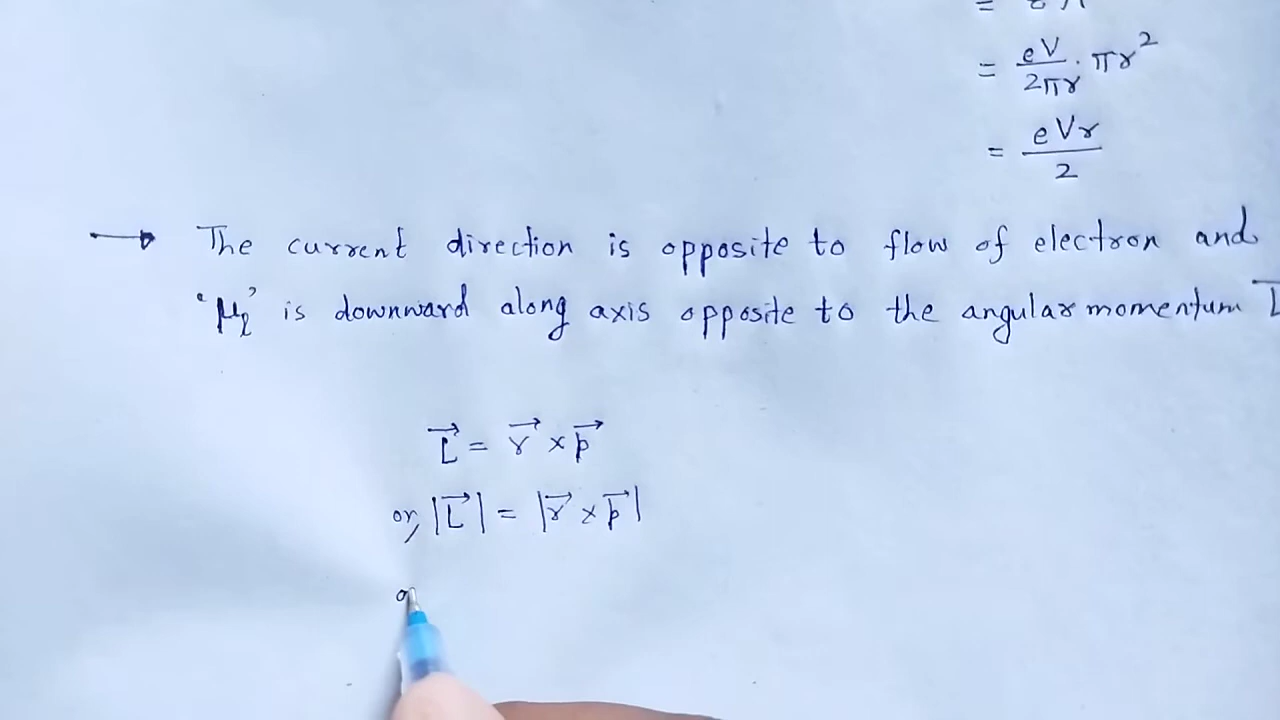 = eV/2πr · πr²
= eVr/2
→ The current direction is opposite to flow of electron and
'μₗ' is downward along axis opposite to the angular momentum
L⃗ = r⃗ × p⃗
or, |L⃗| = |r⃗ × p⃗|